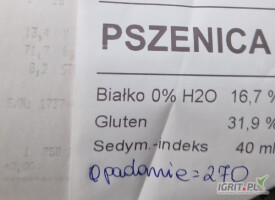 PSZENICA
Białko 0% H2O 16,7 %
Gluten 31,9 %
Sedym.-indeks 40 ml
opadanie = 270
IGRIT.PL